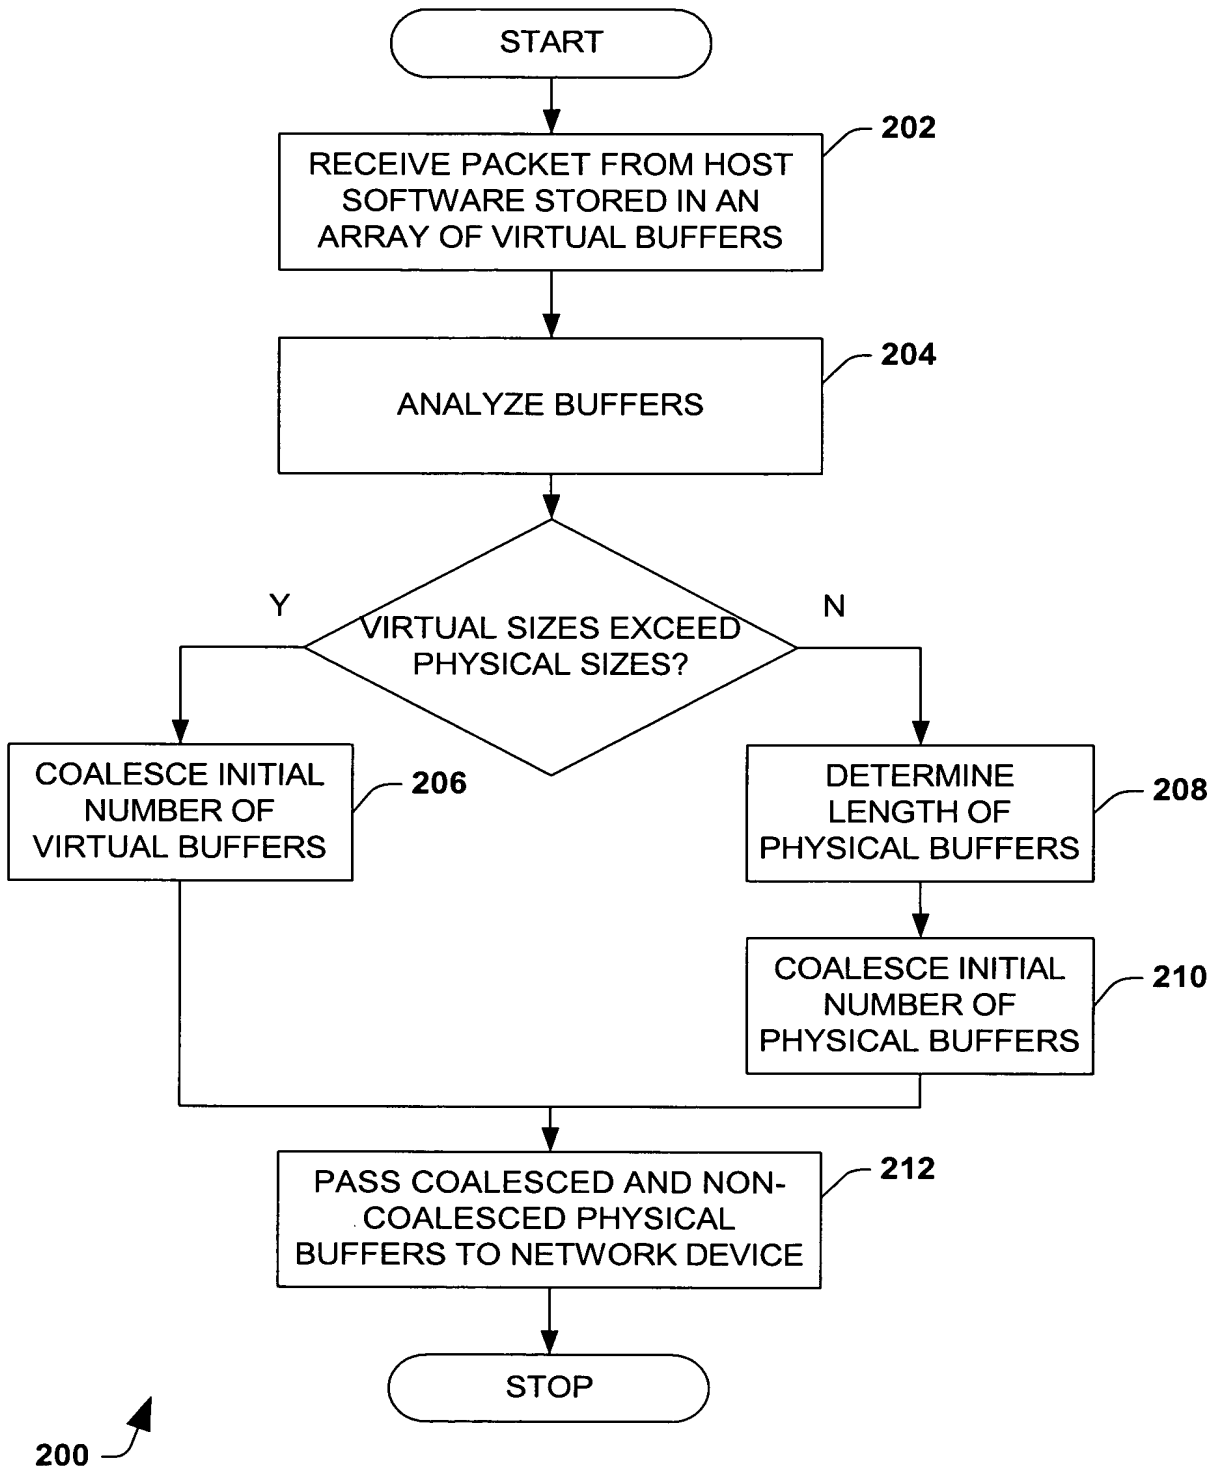 START
202
RECEIVE PACKET FROM HOST
SOFTWARE STORED IN AN
ARRAY OF VIRTUAL BUFFERS
204
ANALYZE BUFFERS
Y
N
VIRTUAL SIZES EXCEED
PHYSICAL SIZES?
COALESCE INITIAL
NUMBER OF
VIRTUAL BUFFERS
206
DETERMINE
LENGTH OF
PHYSICAL BUFFERS
208
COALESCE INITIAL
NUMBER OF
PHYSICAL BUFFERS
210
PASS COALESCED AND NON-
COALESCED PHYSICAL
BUFFERS TO NETWORK DEVICE
212
STOP
200